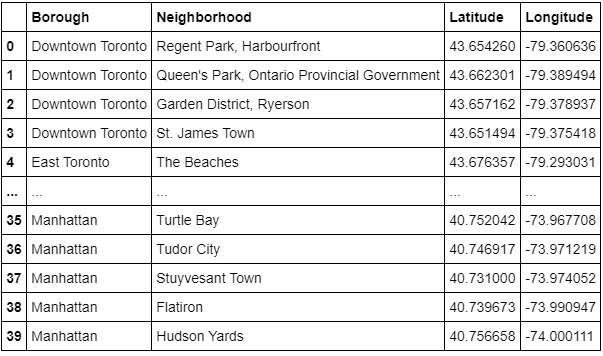 Borough Neighborhood Latitude Longitude
0 Downtown Toronto Regent Park, Harbourfront 43.654260 -79.360636
1 Downtown Toronto Queen's Park, Ontario Provincial Government 43.662301 -79.389494
2 Downtown Toronto Garden District, Ryerson 43.657162 -79.378937
3 Downtown Toronto St. James Town 43.651494 -79.375418
4 East Toronto The Beaches 43.676357 -79.293031
... ... ... ... ...
35 Manhattan Turtle Bay 40.752042 -73.967708
36 Manhattan Tudor City 40.746917 -73.971219
37 Manhattan Stuyvesant Town 40.731000 -73.974052
38 Manhattan Flatiron 40.739673 -73.990947
39 Manhattan Hudson Yards 40.756658 -74.000111